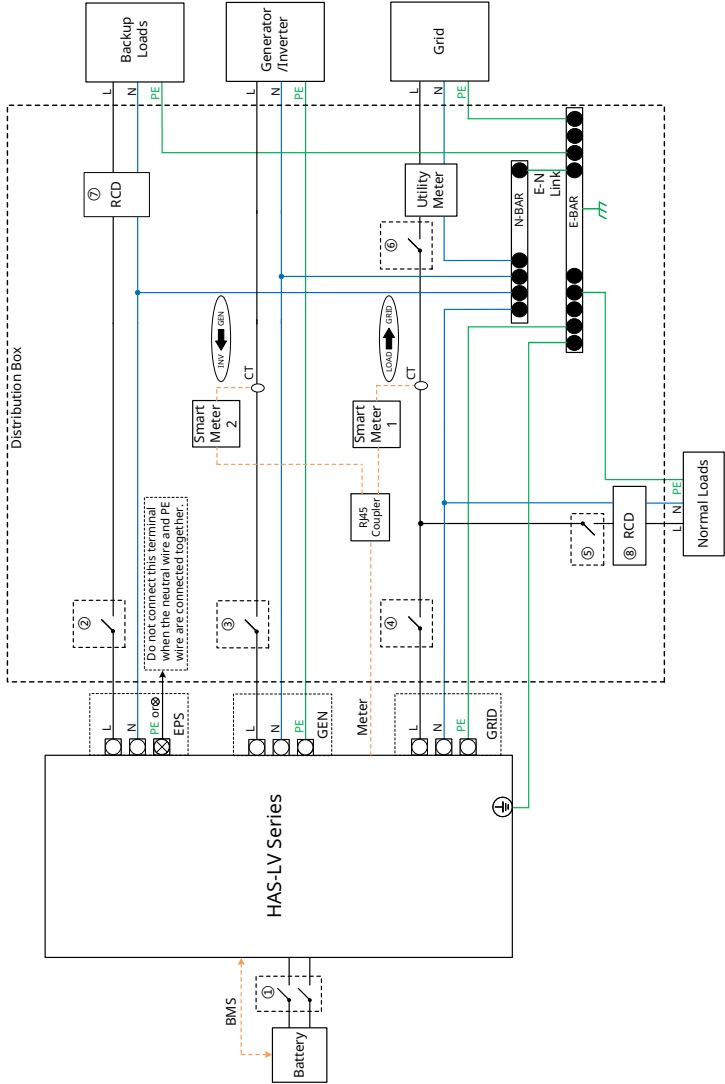 Backup
Loads
Generator
/Inverter
Grid
L
N
PE
L
N
PE
L
N
PE
Distribution Box
⑦
RCD
Utility
Meter
⑥
N-BAR
E-N
Link
E-BAR
INV
GEN
LOAD
GRID
CT
CT
Smart
Meter
2
Smart
Meter
1
RJ45
Coupler
Do not connect this terminal
when the neutral wire and PE
wire are connected together.
②
③
④
⑤
⑧
RCD
L
N
PE
Normal Loads
L
N
PE or⊗
EPS
L
N
PE
GEN
Meter
L
N
PE
GRID
HAS-LV Series
BMS
①
Battery